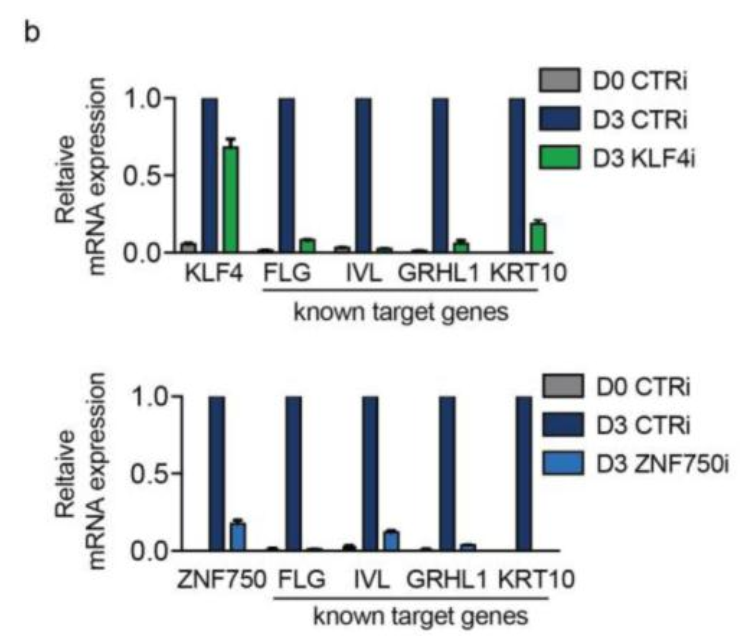 b
Reltaive
mRNA expression
1.0
0.5
0.0
D0 CTRi
D3 CTRi
D3 KLF4i
KLF4 FLG IVL GRHL1 KRT10
known target genes
Reltaive
mRNA expression
1.0
0.5
0.0
D0 CTRi
D3 CTRi
D3 ZNF750i
ZNF750 FLG IVL GRHL1 KRT10
known target genes